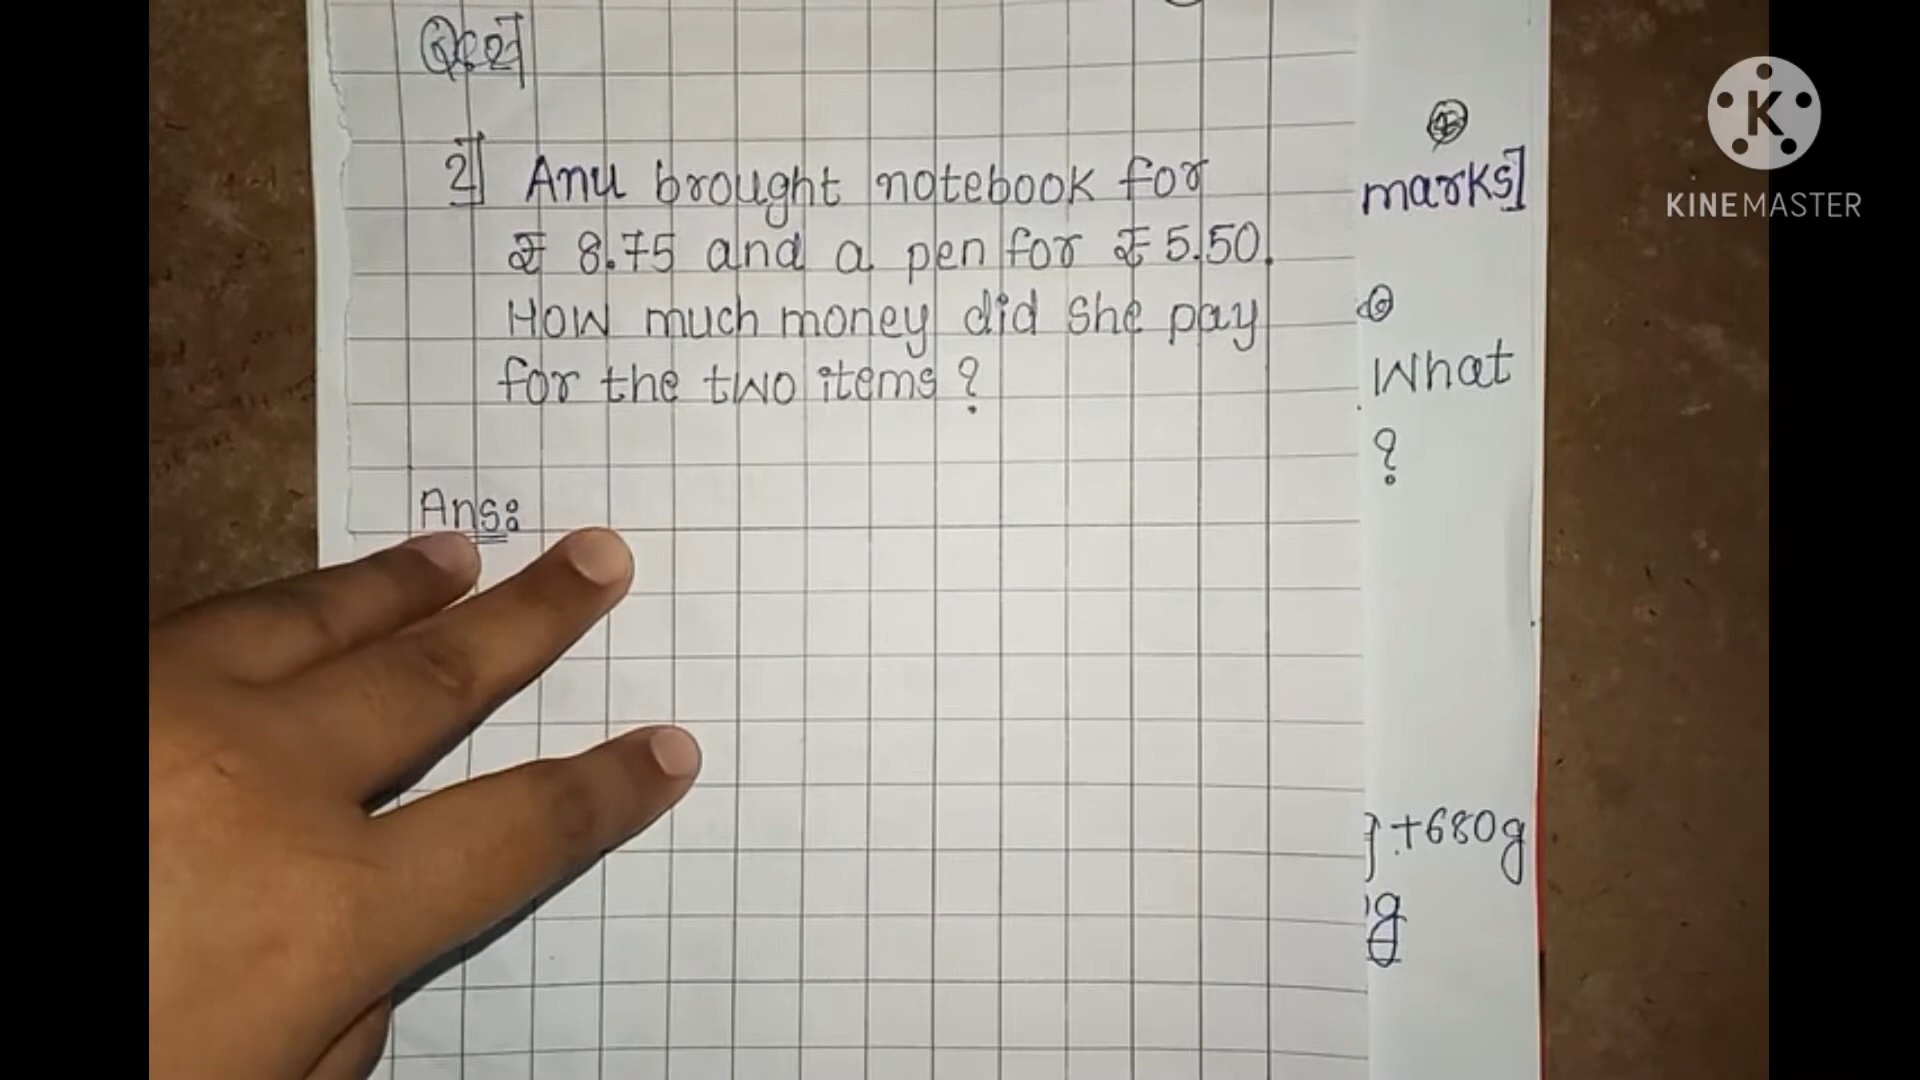 Q.2]
2] Anu brought notebook for
₹ 8.75 and a pen for ₹ 5.50.
How much money did she pay
for the two items ?
Ans:
marks]
What
?
+680g
g
K
KINEMASTER